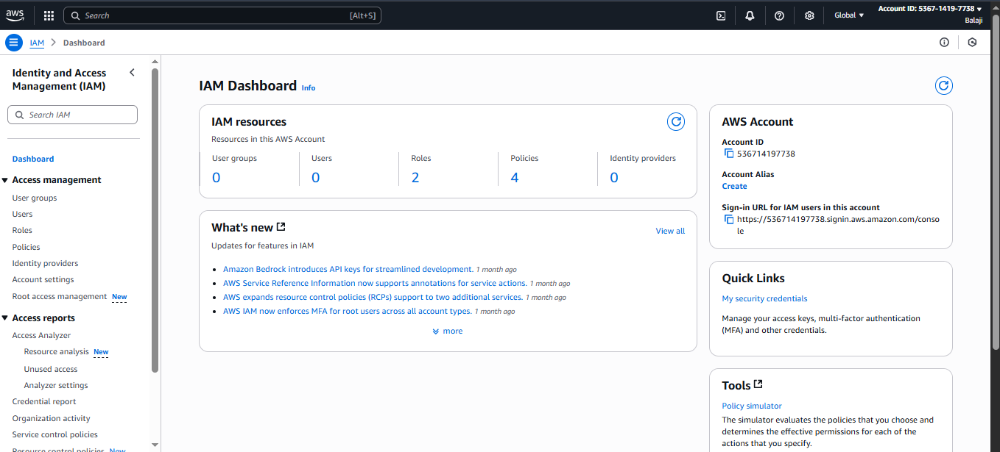 aws
Search [Alt+S]
Global
Account ID: 5367-1419-7738
Balaji
IAM
Dashboard
Identity and Access
Management (IAM)
Search IAM
Dashboard
Access management
User groups
Users
Roles
Policies
Identity providers
Account settings
Root access management New
Access reports
Access Analyzer
Resource analysis New
Unused access
Analyzer settings
Credential report
Organization activity
Service control policies
Resource control policies New
IAM Dashboard Info
IAM resources
Resources in this AWS Account
User groups
0
Users
0
Roles
2
Policies
4
Identity providers
0
What's new
View all
Updates for features in IAM
Amazon Bedrock introduces API keys for streamlined development. 1 month ago
AWS Service Reference Information now supports annotations for service actions. 1 month ago
AWS expands resource control policies (RCPs) support to two additional services. 1 month ago
AWS IAM now enforces MFA for root users across all account types. 1 month ago
more
AWS Account
Account ID
536714197738
Account Alias
Create
Sign-in URL for IAM users in this account
https://536714197738.signin.aws.amazon.com/conso
le
Quick Links
My security credentials
Manage your access keys, multi-factor authentication
(MFA) and other credentials.
Tools
Policy simulator
The simulator evaluates the policies that you choose and
determines the effective permissions for each of the
actions that you specify.